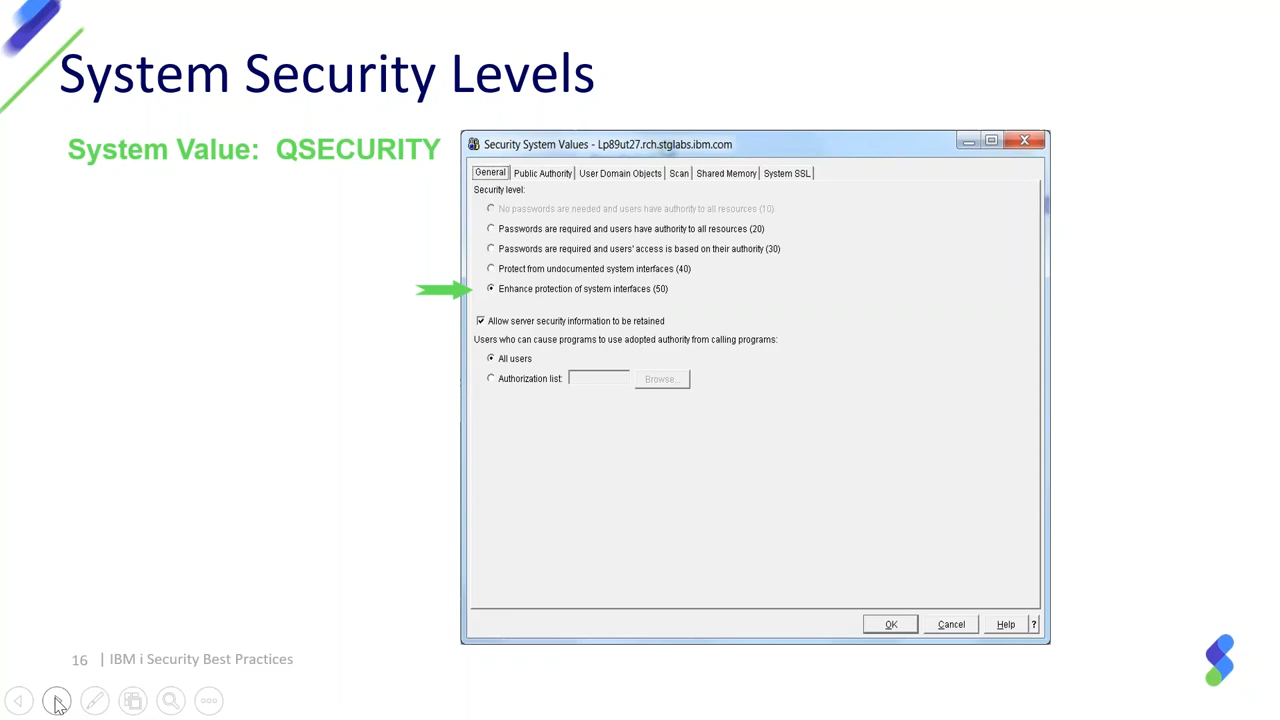 System Security Levels
System Value: QSECURITY
Security System Values - Lp89ut27.rch.stglabs.ibm.com
General Public Authority User Domain Objects Scan Shared Memory System SSL
Security level:
No passwords are needed and users have authority to all resources (10)
Passwords are required and users have authority to all resources (20)
Passwords are required and users' access is based on their authority (30)
Protect from undocumented system interfaces (40)
Enhance protection of system interfaces (50)
Allow server security information to be retained
Users who can cause programs to use adopted authority from calling programs:
All users
Authorization list: Browse...
OK Cancel Help ?
16 | IBM i Security Best Practices